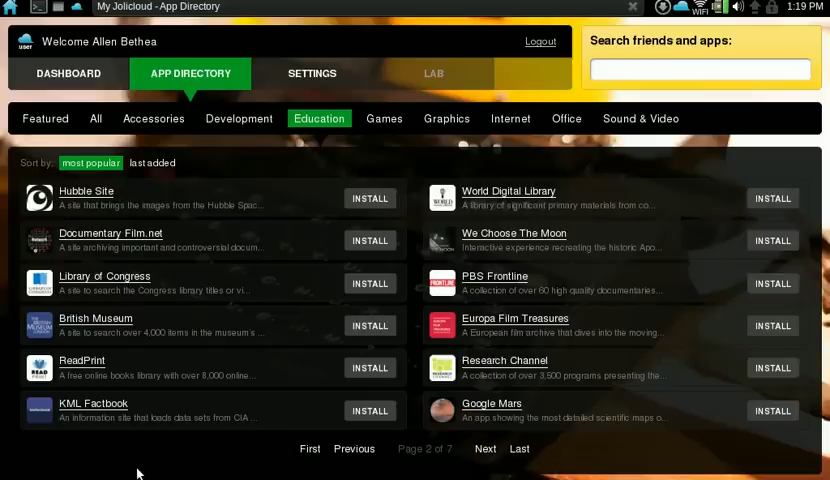 My Jolicloud - App Directory
WiFi
1:19 PM
user
Welcome Allen Bethea
Logout
Search friends and apps:
DASHBOARD
APP DIRECTORY
SETTINGS
LAB
Featured
All
Accessories
Development
Education
Games
Graphics
Internet
Office
Sound & Video
Sort by: most popular last added
Hubble Site
A site that brings the images from the Hubble Spac...
INSTALL
World Digital Library
A library of significant primary materials from co...
INSTALL
Documentary Film.net
A site archiving important and controversial docum...
INSTALL
We Choose The Moon
Interactive experience recreating the historic Apo...
INSTALL
Library of Congress
A site to search the Congress library titles or vi...
INSTALL
FRONTLINE
PBS Frontline
A collection of over 60 high quality documentaries...
INSTALL
British Museum
A site to search over 4,000 items in the museum's ...
INSTALL
Europa Film Treasures
A European film archive that dives into the moving...
INSTALL
READ
PRINT
ReadPrint
A free online books library with over 8,000 online...
INSTALL
Research Channel
A collection of over 3,500 programs presenting the...
INSTALL
KML Factbook
An information site that loads data sets from CIA ...
INSTALL
Google Mars
An app showing the most detailed scientific maps o...
INSTALL
First
Previous
Page 2 of 7
Next
Last